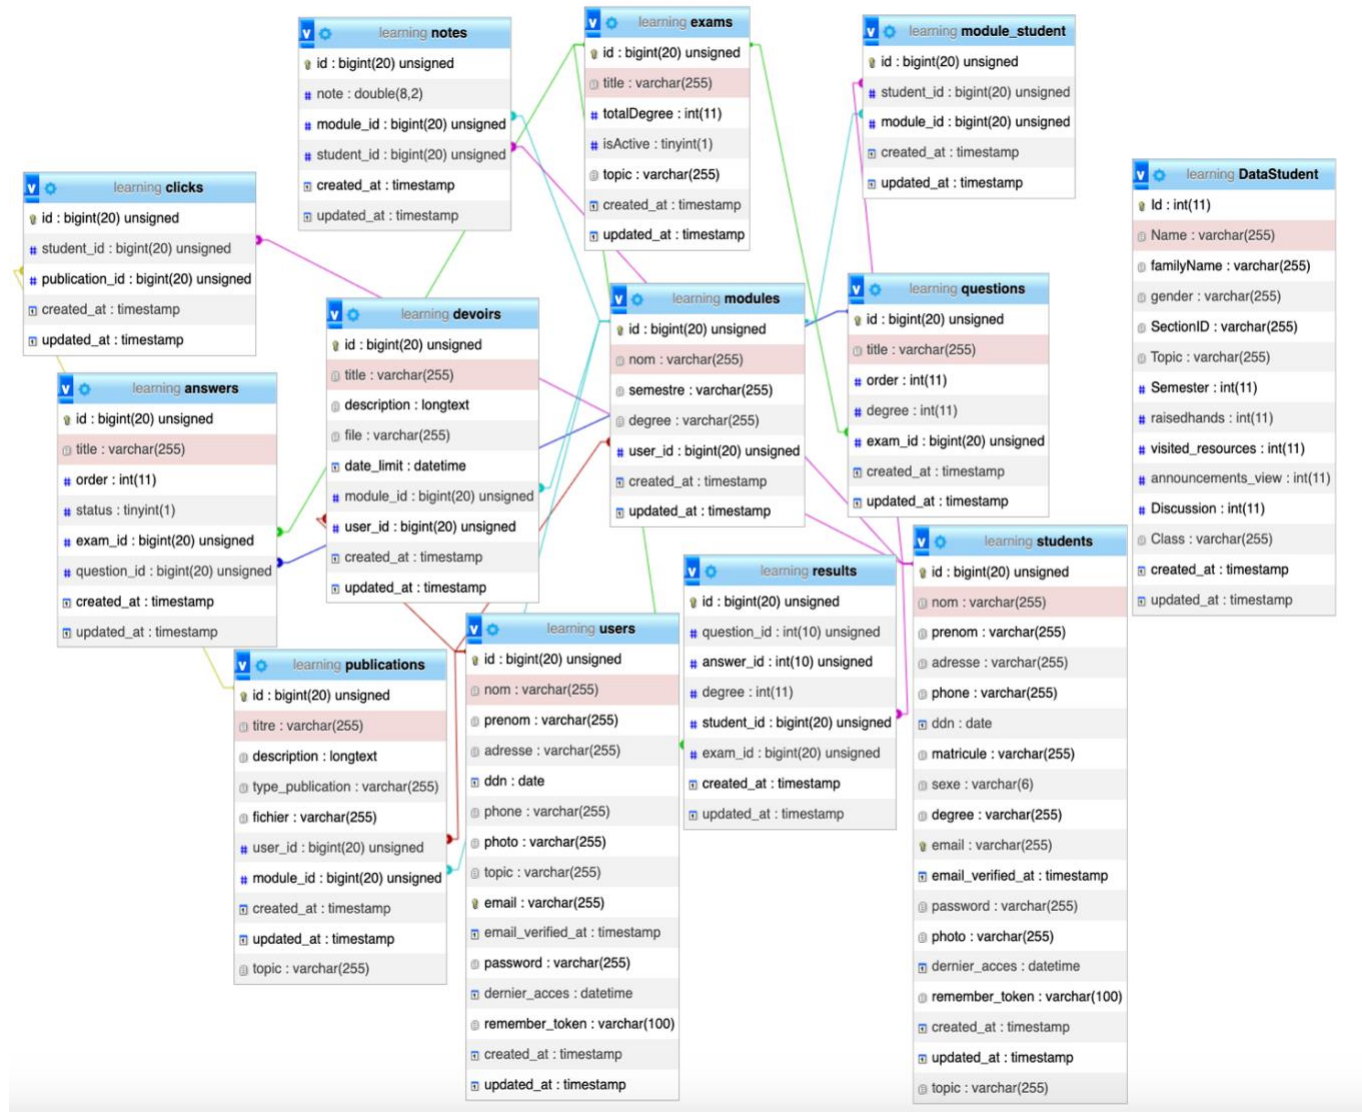 learning notes
id : bigint(20) unsigned
note : double(8,2)
module_id : bigint(20) unsigned
student_id : bigint(20) unsigned
created_at : timestamp
updated_at : timestamp
learning exams
id : bigint(20) unsigned
title : varchar(255)
totalDegree : int(11)
isActive : tinyint(1)
topic : varchar(255)
created_at : timestamp
updated_at : timestamp
learning module_student
id : bigint(20) unsigned
student_id : bigint(20) unsigned
module_id : bigint(20) unsigned
created_at : timestamp
updated_at : timestamp
learning DataStudent
Id : int(11)
Name : varchar(255)
familyName : varchar(255)
gender : varchar(255)
SectionID : varchar(255)
Topic : varchar(255)
Semester : int(11)
raisedhands : int(11)
visited_resources : int(11)
announcements_view : int(11)
Discussion : int(11)
Class : varchar(255)
created_at : timestamp
updated_at : timestamp
learning clicks
id : bigint(20) unsigned
student_id : bigint(20) unsigned
publication_id : bigint(20) unsigned
created_at : timestamp
updated_at : timestamp
learning devoirs
id : bigint(20) unsigned
title : varchar(255)
description : longtext
file : varchar(255)
date_limit : datetime
module_id : bigint(20) unsigned
user_id : bigint(20) unsigned
created_at : timestamp
updated_at : timestamp
learning modules
id : bigint(20) unsigned
nom : varchar(255)
semestre : varchar(255)
degree : varchar(255)
user_id : bigint(20) unsigned
created_at : timestamp
updated_at : timestamp
learning questions
id : bigint(20) unsigned
title : varchar(255)
order : int(11)
degree : int(11)
exam_id : bigint(20) unsigned
created_at : timestamp
updated_at : timestamp
learning answers
id : bigint(20) unsigned
title : varchar(255)
order : int(11)
status : tinyint(1)
exam_id : bigint(20) unsigned
question_id : bigint(20) unsigned
created_at : timestamp
updated_at : timestamp
learning publications
id : bigint(20) unsigned
titre : varchar(255)
description : longtext
type_publication : varchar(255)
fichier : varchar(255)
user_id : bigint(20) unsigned
module_id : bigint(20) unsigned
created_at : timestamp
updated_at : timestamp
topic : varchar(255)
learning users
id : bigint(20) unsigned
nom : varchar(255)
prenom : varchar(255)
adresse : varchar(255)
ddn : date
phone : varchar(255)
photo : varchar(255)
topic : varchar(255)
email : varchar(255)
email_verified_at : timestamp
password : varchar(255)
dernier_acces : datetime
remember_token : varchar(100)
created_at : timestamp
updated_at : timestamp
learning results
id : bigint(20) unsigned
question_id : int(10) unsigned
answer_id : int(10) unsigned
degree : int(11)
student_id : bigint(20) unsigned
exam_id : bigint(20) unsigned
created_at : timestamp
updated_at : timestamp
learning students
id : bigint(20) unsigned
nom : varchar(255)
prenom : varchar(255)
adresse : varchar(255)
phone : varchar(255)
ddn : date
matricule : varchar(255)
sexe : varchar(6)
degree : varchar(255)
email : varchar(255)
email_verified_at : timestamp
password : varchar(255)
photo : varchar(255)
dernier_acces : datetime
remember_token : varchar(100)
created_at : timestamp
updated_at : timestamp
topic : varchar(255)